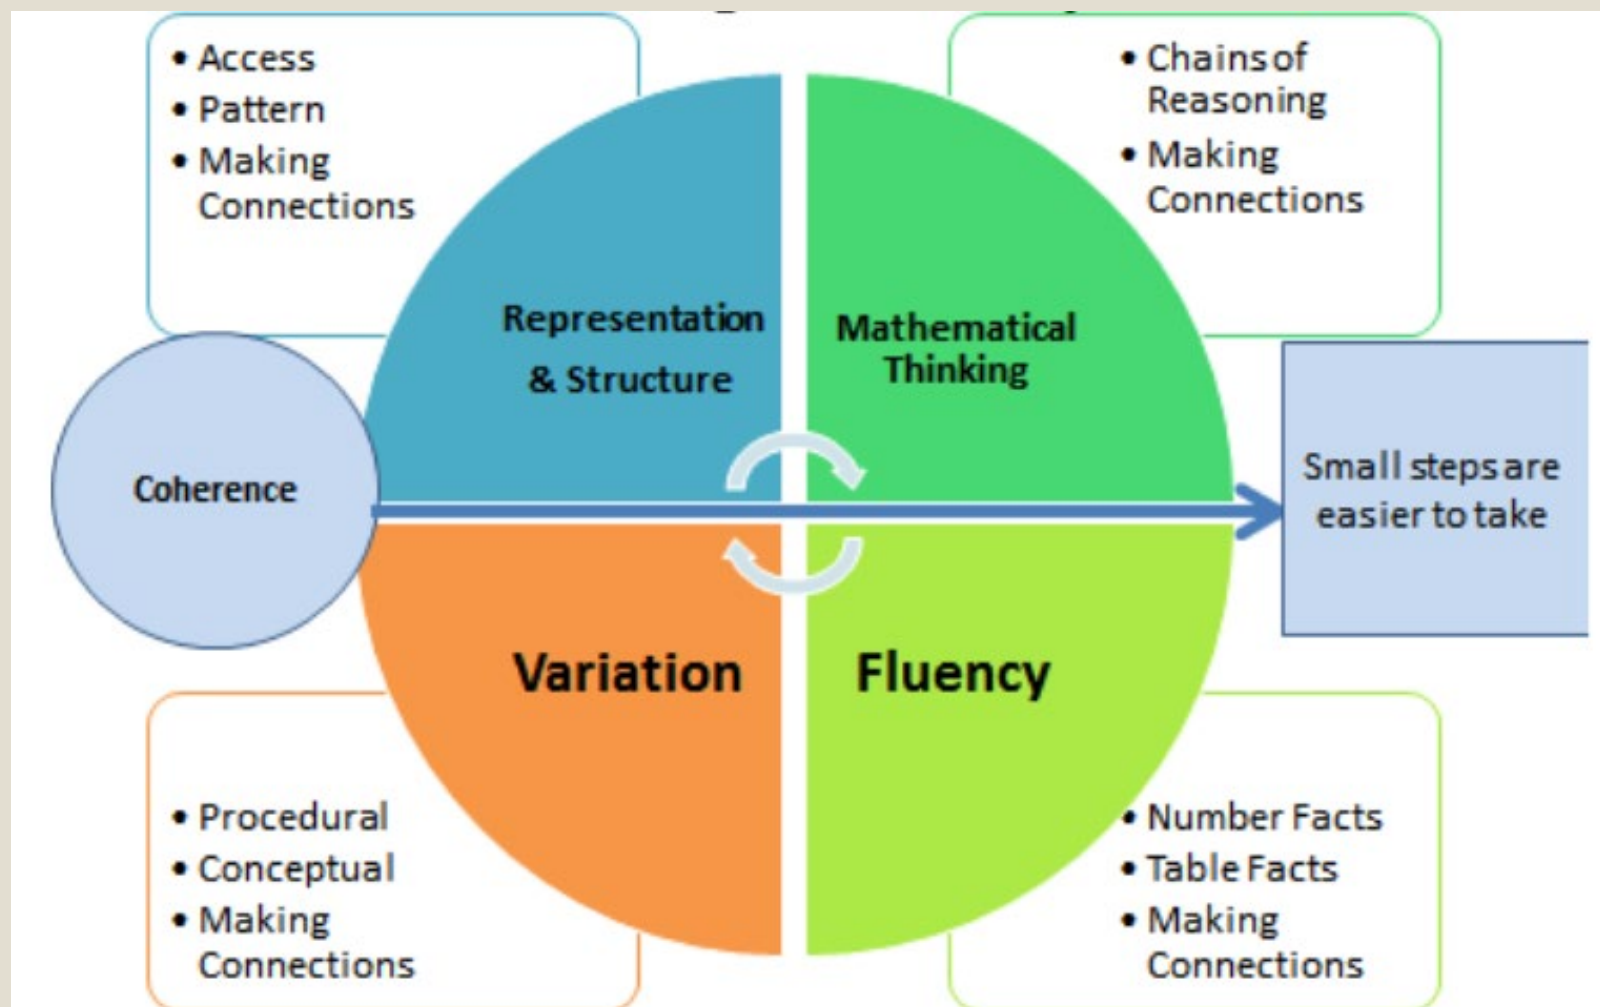 • Access
• Pattern
• Making
Connections
• Chains of
Reasoning
• Making
Connections
Representation
& Structure
Mathematical
Thinking
Coherence
Small steps are
easier to take
Variation
Fluency
• Procedural
• Conceptual
• Making
Connections
• Number Facts
• Table Facts
• Making
Connections